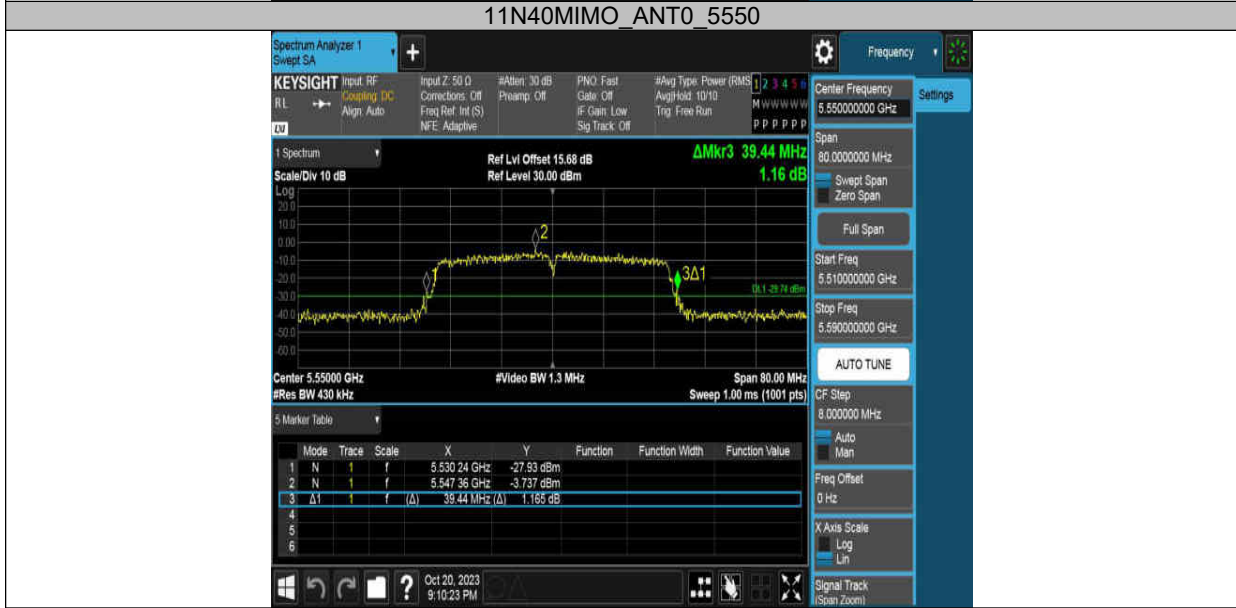 11N40MIMO_ANT0_5550
Spectrum Analyzer 1
Swept SA
+
Frequency
KEYSIGHT
Input: RF
Input Z: 50 Ω
#Atten: 30 dB
PNO: Fast
#Avg Type: Power (RMS
1 2 3 4 5 6
RL
Coupling: DC
Corrections: Off
Preamp: Off
Gate: Off
Avg|Hold: 10/10
M W W W W W
Align: Auto
Freq Ref: Int (S)
IF Gain: Low
Trig: Free Run
NFE: Adaptive
Sig Track: Off
P P P P P P
Center Frequency
5.550000000 GHz
Settings
Span
80.0000000 MHz
Swept Span
Zero Span
Full Span
Start Freq
5.510000000 GHz
Stop Freq
5.590000000 GHz
AUTO TUNE
CF Step
8.000000 MHz
Auto
Man
Freq Offset
0 Hz
X Axis Scale
Log
Lin
Signal Track
(Span Zoom)
1 Spectrum
Scale/Div 10 dB
Ref Lvl Offset 15.68 dB
Ref Level 30.00 dBm
ΔMkr3 39.44 MHz
1.16 dB
Log
20.0
10.0
0.00
-10.0
-20.0
-30.0
-40.0
-50.0
-60.0
1
2
3Δ1
DL1 -29.74 dBm
Center 5.55000 GHz
#Video BW 1.3 MHz
Span 80.00 MHz
#Res BW 430 kHz
Sweep 1.00 ms (1001 pts)
5 Marker Table
Mode Trace Scale X Y Function Function Width Function Value
1 N 1 f 5.530 24 GHz -27.93 dBm
2 N 1 f 5.547 36 GHz -3.737 dBm
3 Δ1 1 f (Δ) 39.44 MHz (Δ) 1.165 dB
4
5
6
?
Oct 20, 2023
9:10:23 PM